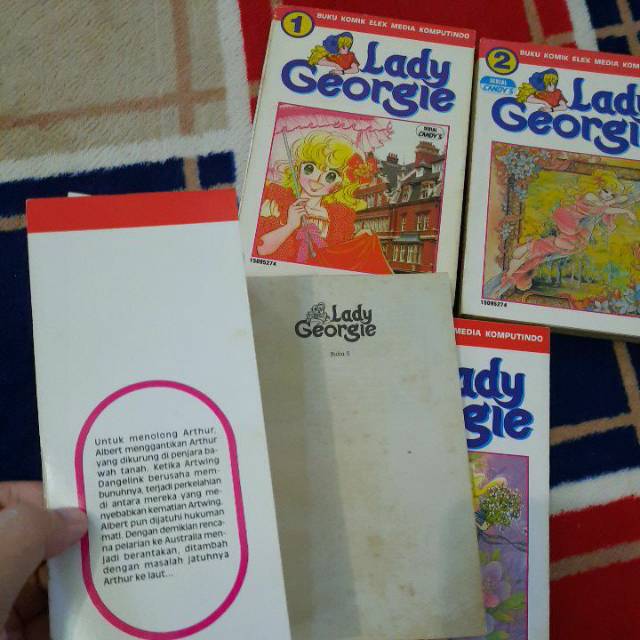 1
BUKU KOMIK ELEX MEDIA KOMPUTINDO
Lady
Georgie
SERIAL
CANDY'S
15095274
2
BUKU KOMIK ELEX MEDIA KOM
SERIAL
CANDY'S
Lady
Georgie
15095274
Lady
Georgie
Buku 5
MEDIA KOMPUTINDO
ady
gie
Untuk menolong Arthur,
Albert menggantikan Arthur
yang dikurung di penjara ba-
wah tanah. Ketika Artwing
Dangelink berusaha mem-
bunuhnya, terjadi perkelahian
di antara mereka yang me-
nyebabkan kematian Artwing.
Albert pun dijatuhi hukuman
mati. Dengan demikian renca-
na pelarian ke Australia men-
jadi berantakan, ditambah
dengan masalah jatuhnya
Arthur ke laut...